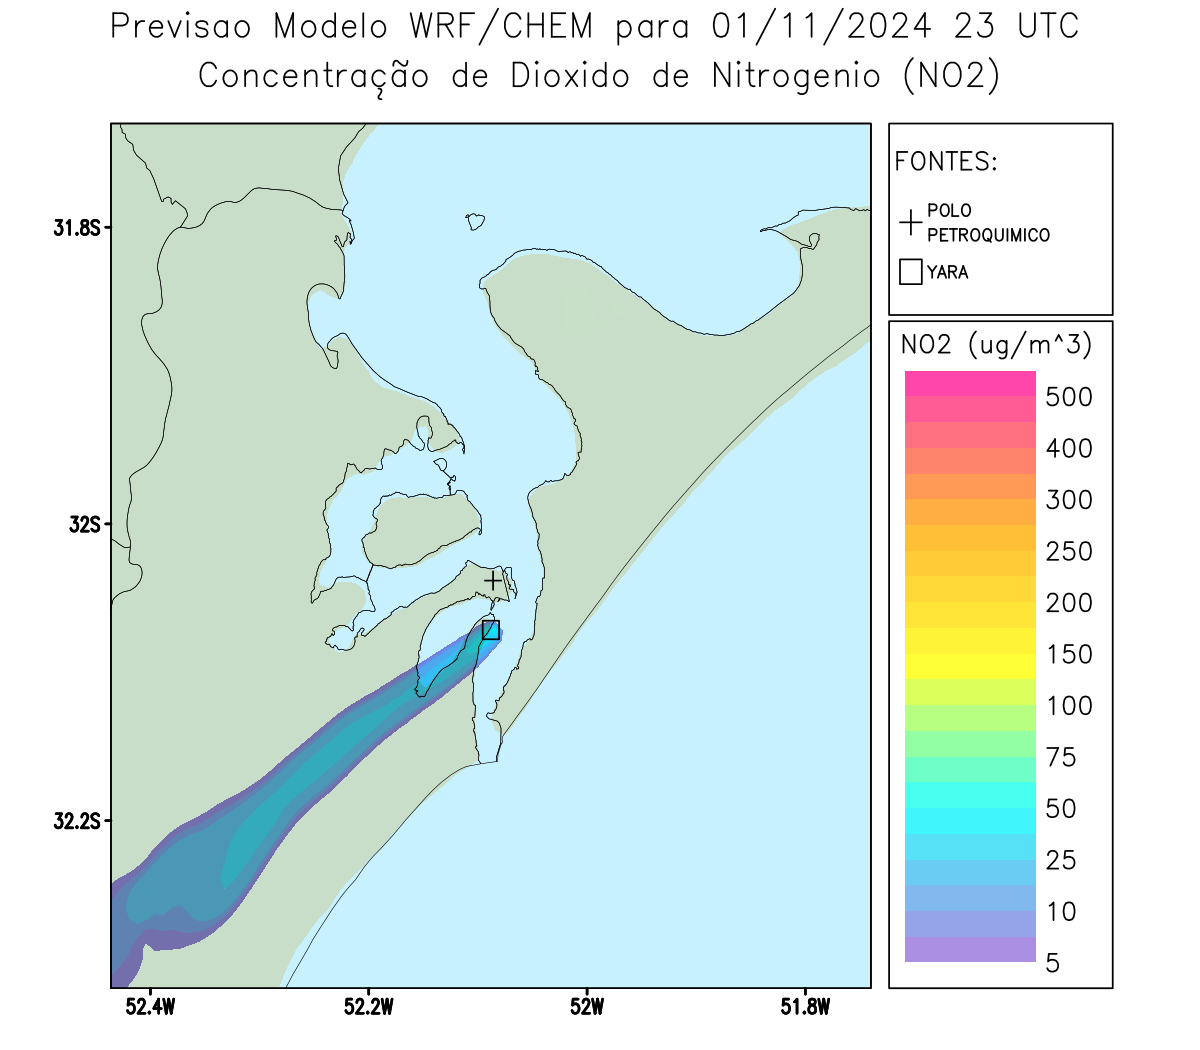 Previsao Modelo WRF/CHEM para 01/11/2024 23 UTC
Concentração de Dioxido de Nitrogenio (NO2)
FONTES:
POLO
PETROQUIMICO
YARA
NO2 (ug/m^3)
500
400
300
250
200
150
100
75
50
25
10
5
31.8S
32S
32.2S
52.4W
52.2W
52W
51.8W